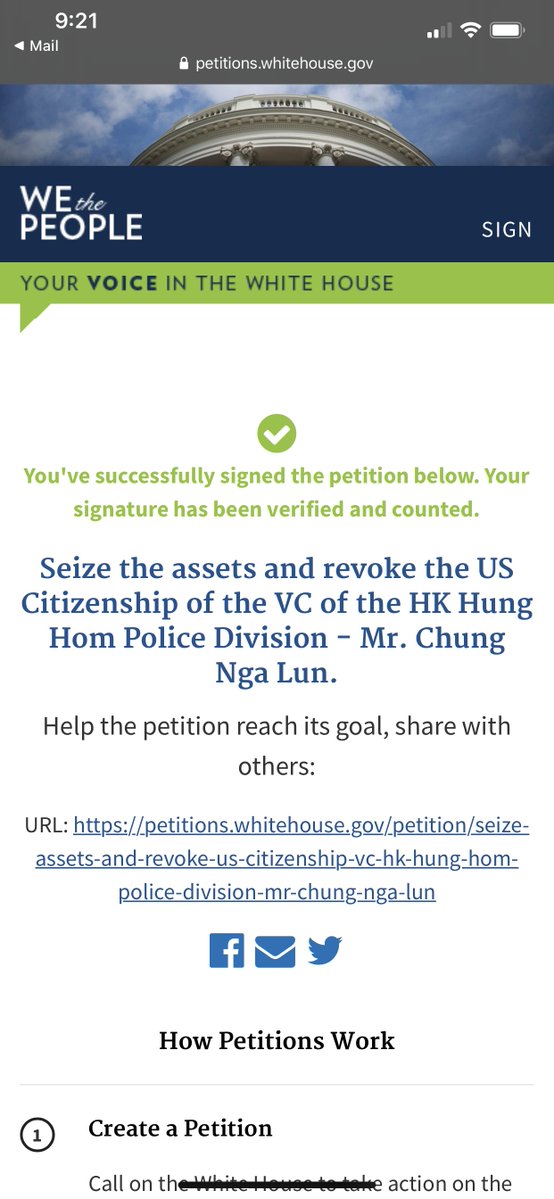 9:21
Mail
petitions.whitehouse.gov
WE the
PEOPLE
SIGN
YOUR VOICE IN THE WHITE HOUSE
You've successfully signed the petition below. Your
signature has been verified and counted.
Seize the assets and revoke the US
Citizenship of the VC of the HK Hung
Hom Police Division - Mr. Chung
Nga Lun.
Help the petition reach its goal, share with
others:
URL: https://petitions.whitehouse.gov/petition/seize-
assets-and-revoke-us-citizenship-vc-hk-hung-hom-
police-division-mr-chung-nga-lun
How Petitions Work
1
Create a Petition
Call on the White House to take action on the